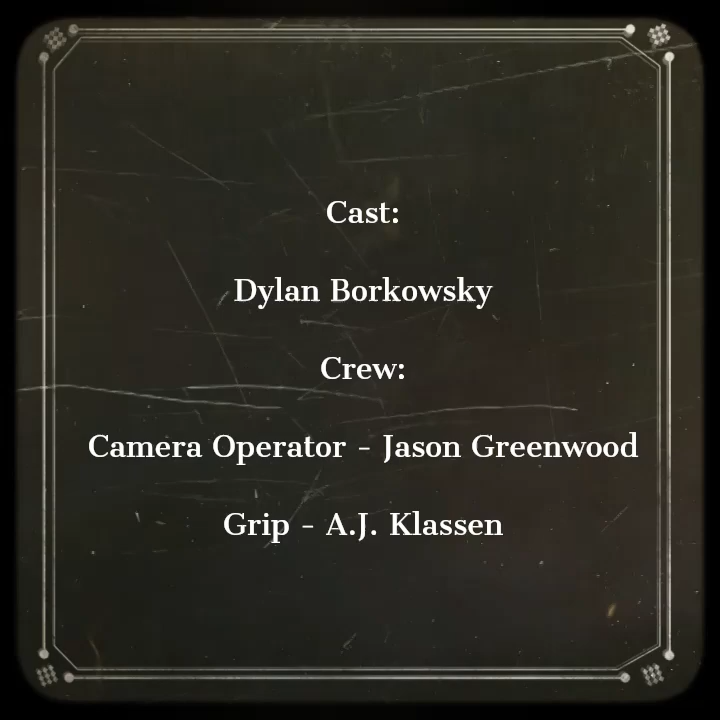 Cast:
Dylan Borkowsky
Crew:
Camera Operator - Jason Greenwood
Grip - A.J. Klassen